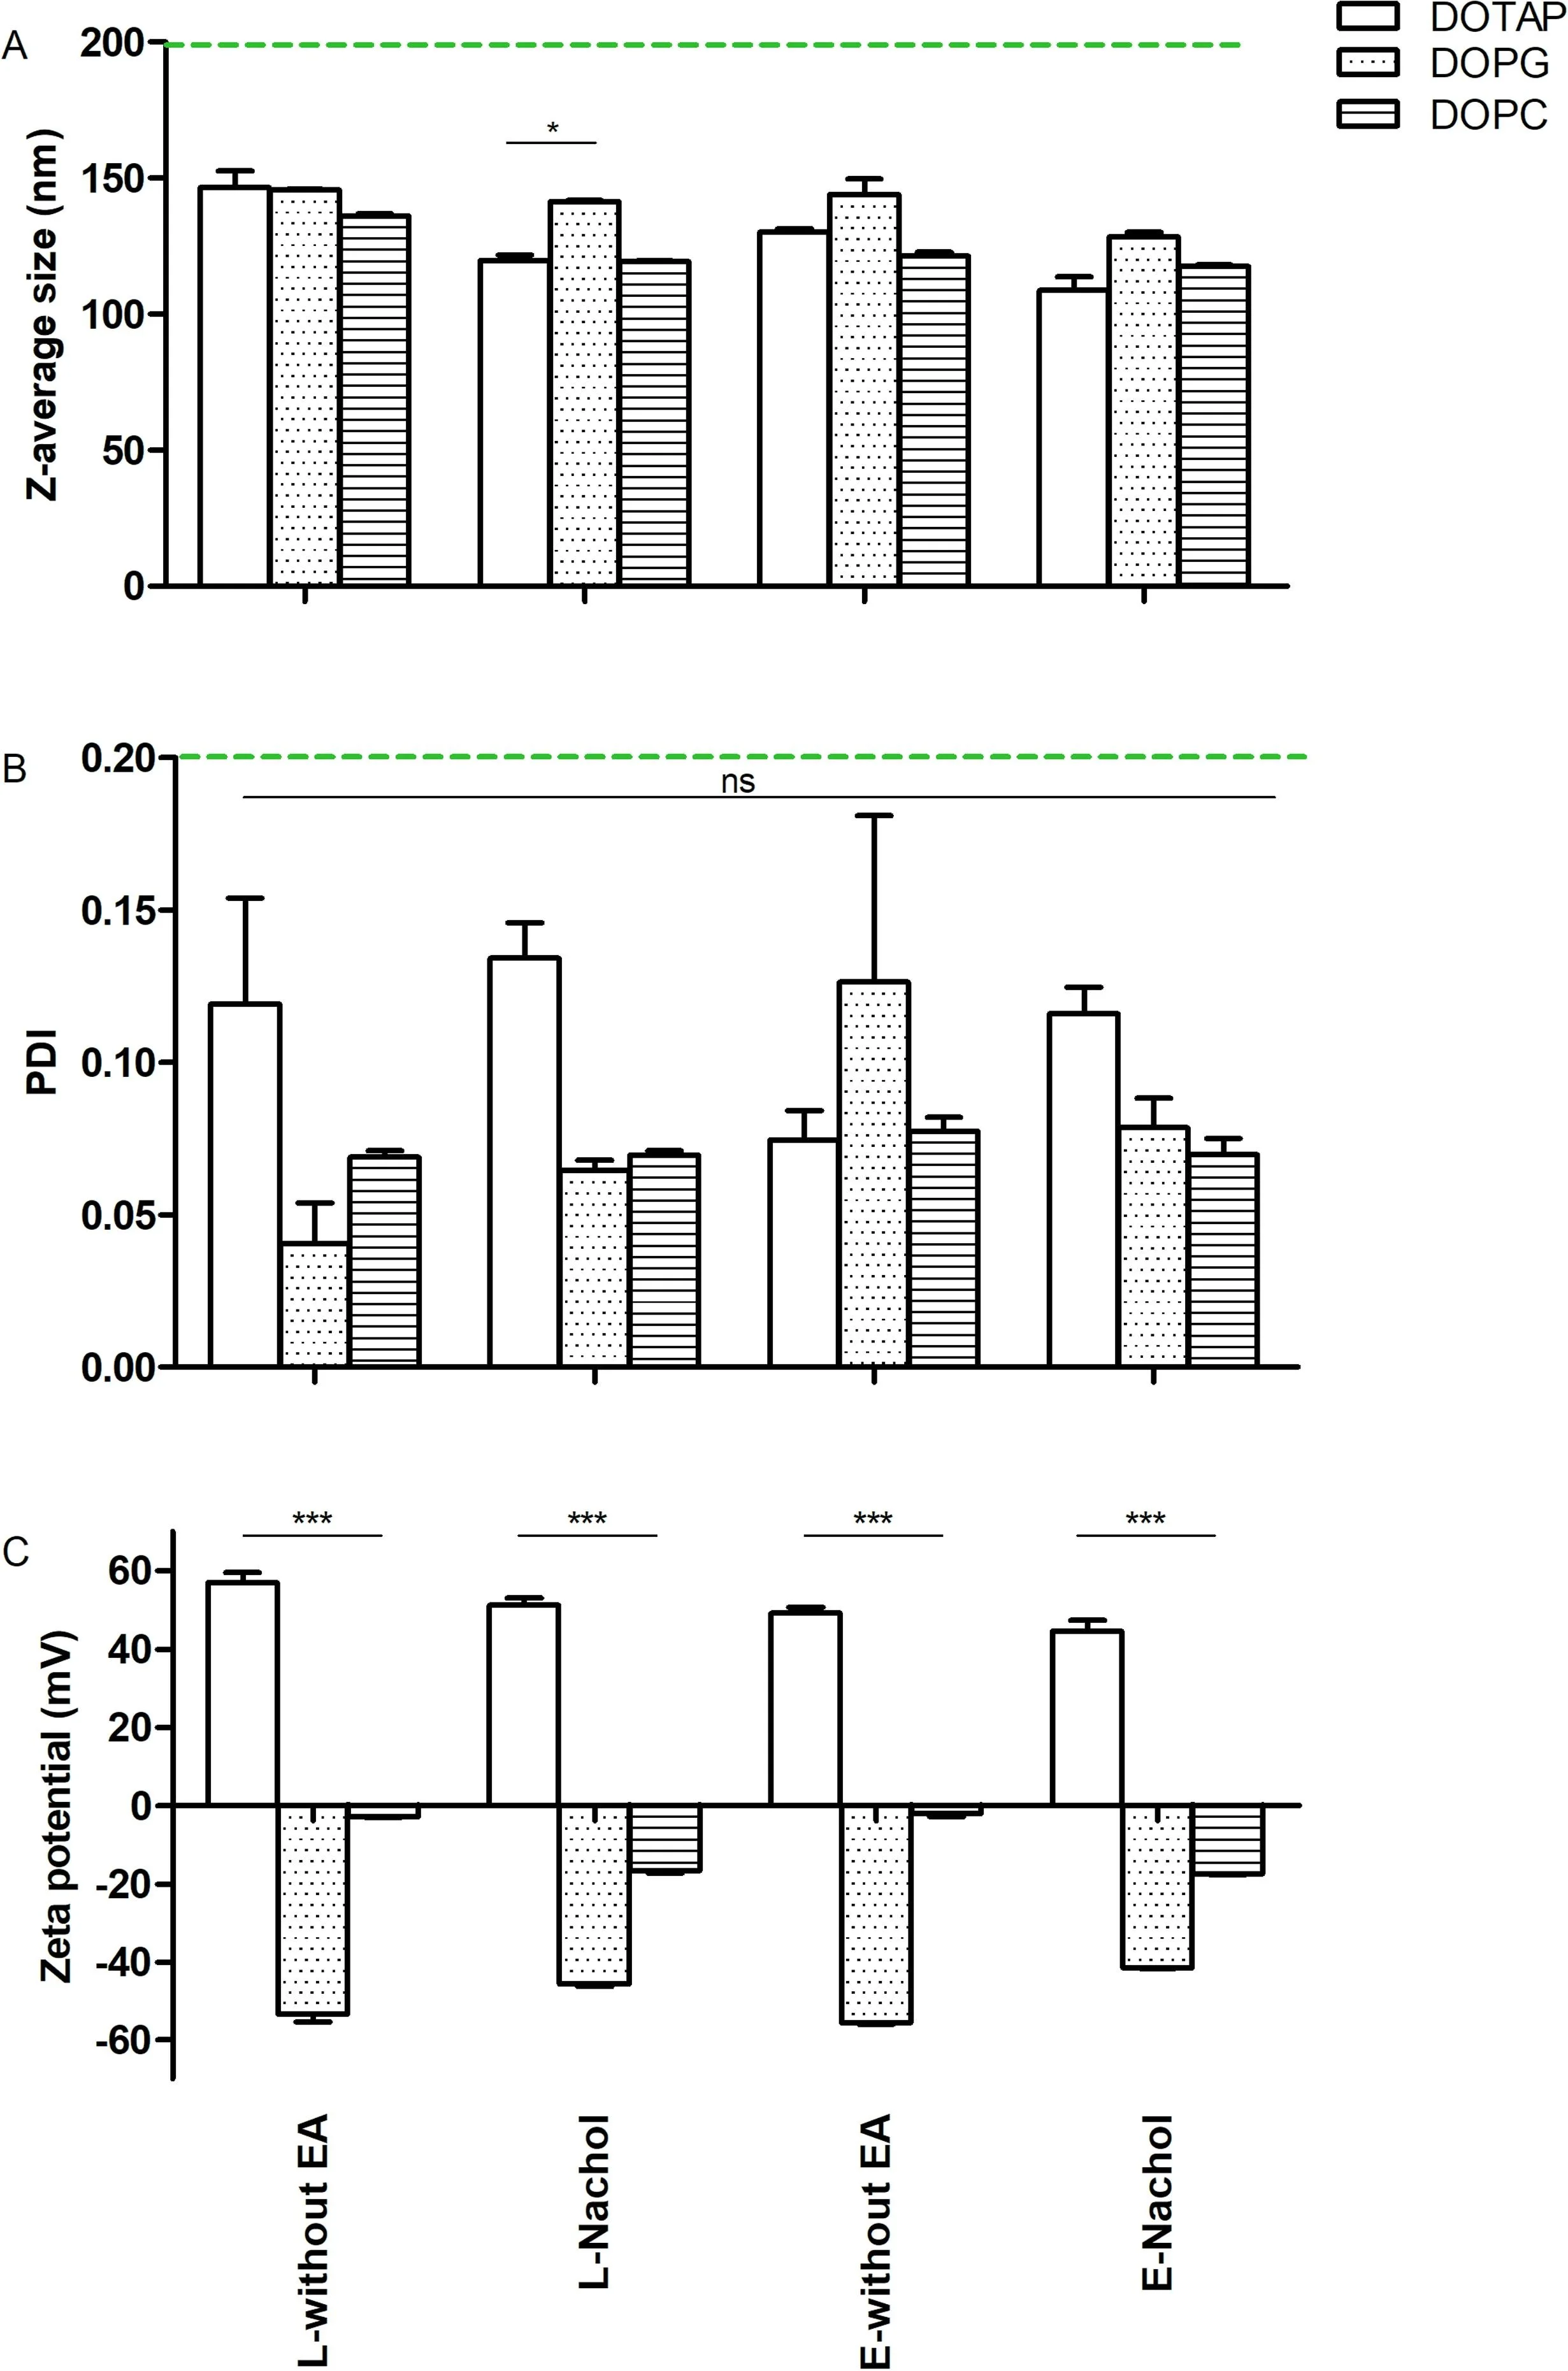 DOTAP
DOPG
DOPC
A
Z-average size (nm)
200
150
100
50
0
*
B
PDI
0.20
0.15
0.10
0.05
0.00
ns
C
Zeta potential (mV)
60
40
20
0
-20
-40
-60
*** *** *** ***
L-without EA
L-Nachol
E-without EA
E-Nachol